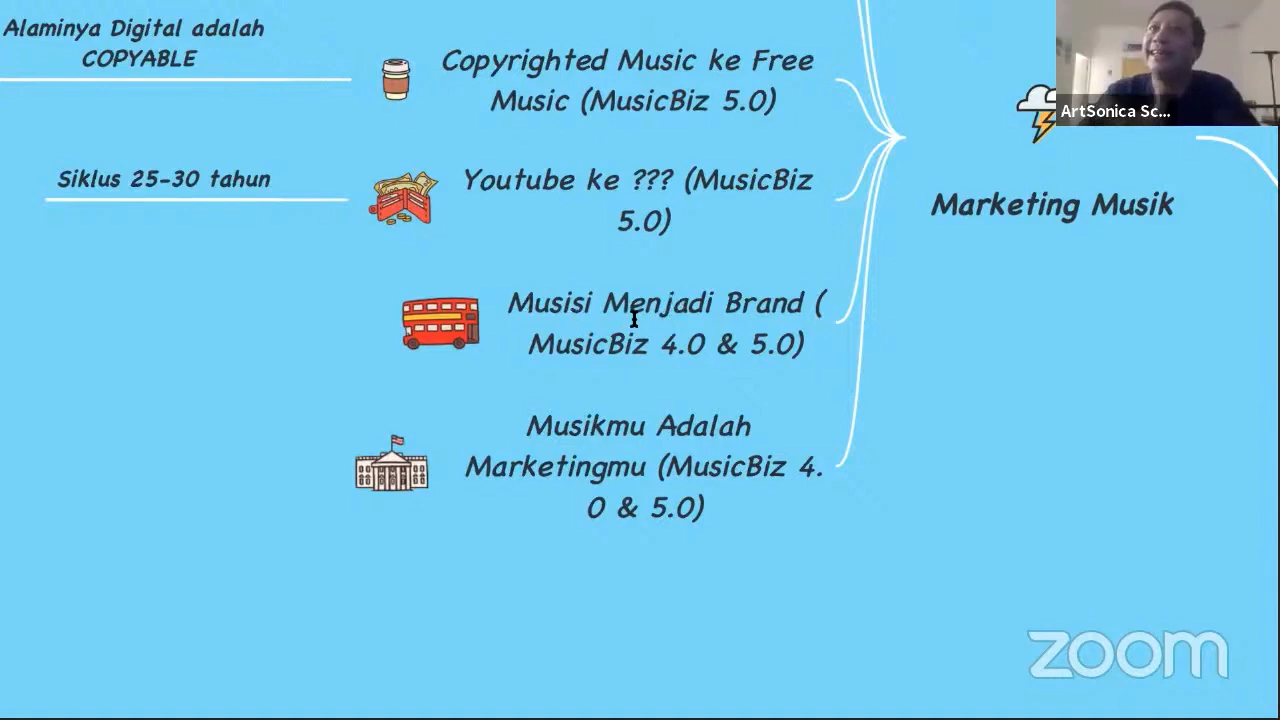 Alaminya Digital adalah
COPYABLE
Copyrighted Music ke Free
Music (MusicBiz 5.0)
Siklus 25-30 tahun
Youtube ke ??? (MusicBiz
5.0)
Musisi Menjadi Brand (
MusicBiz 4.0 & 5.0)
Musikmu Adalah
Marketingmu (MusicBiz 4.
0 & 5.0)
ArtSonica Sc...
Marketing Musik
zoom